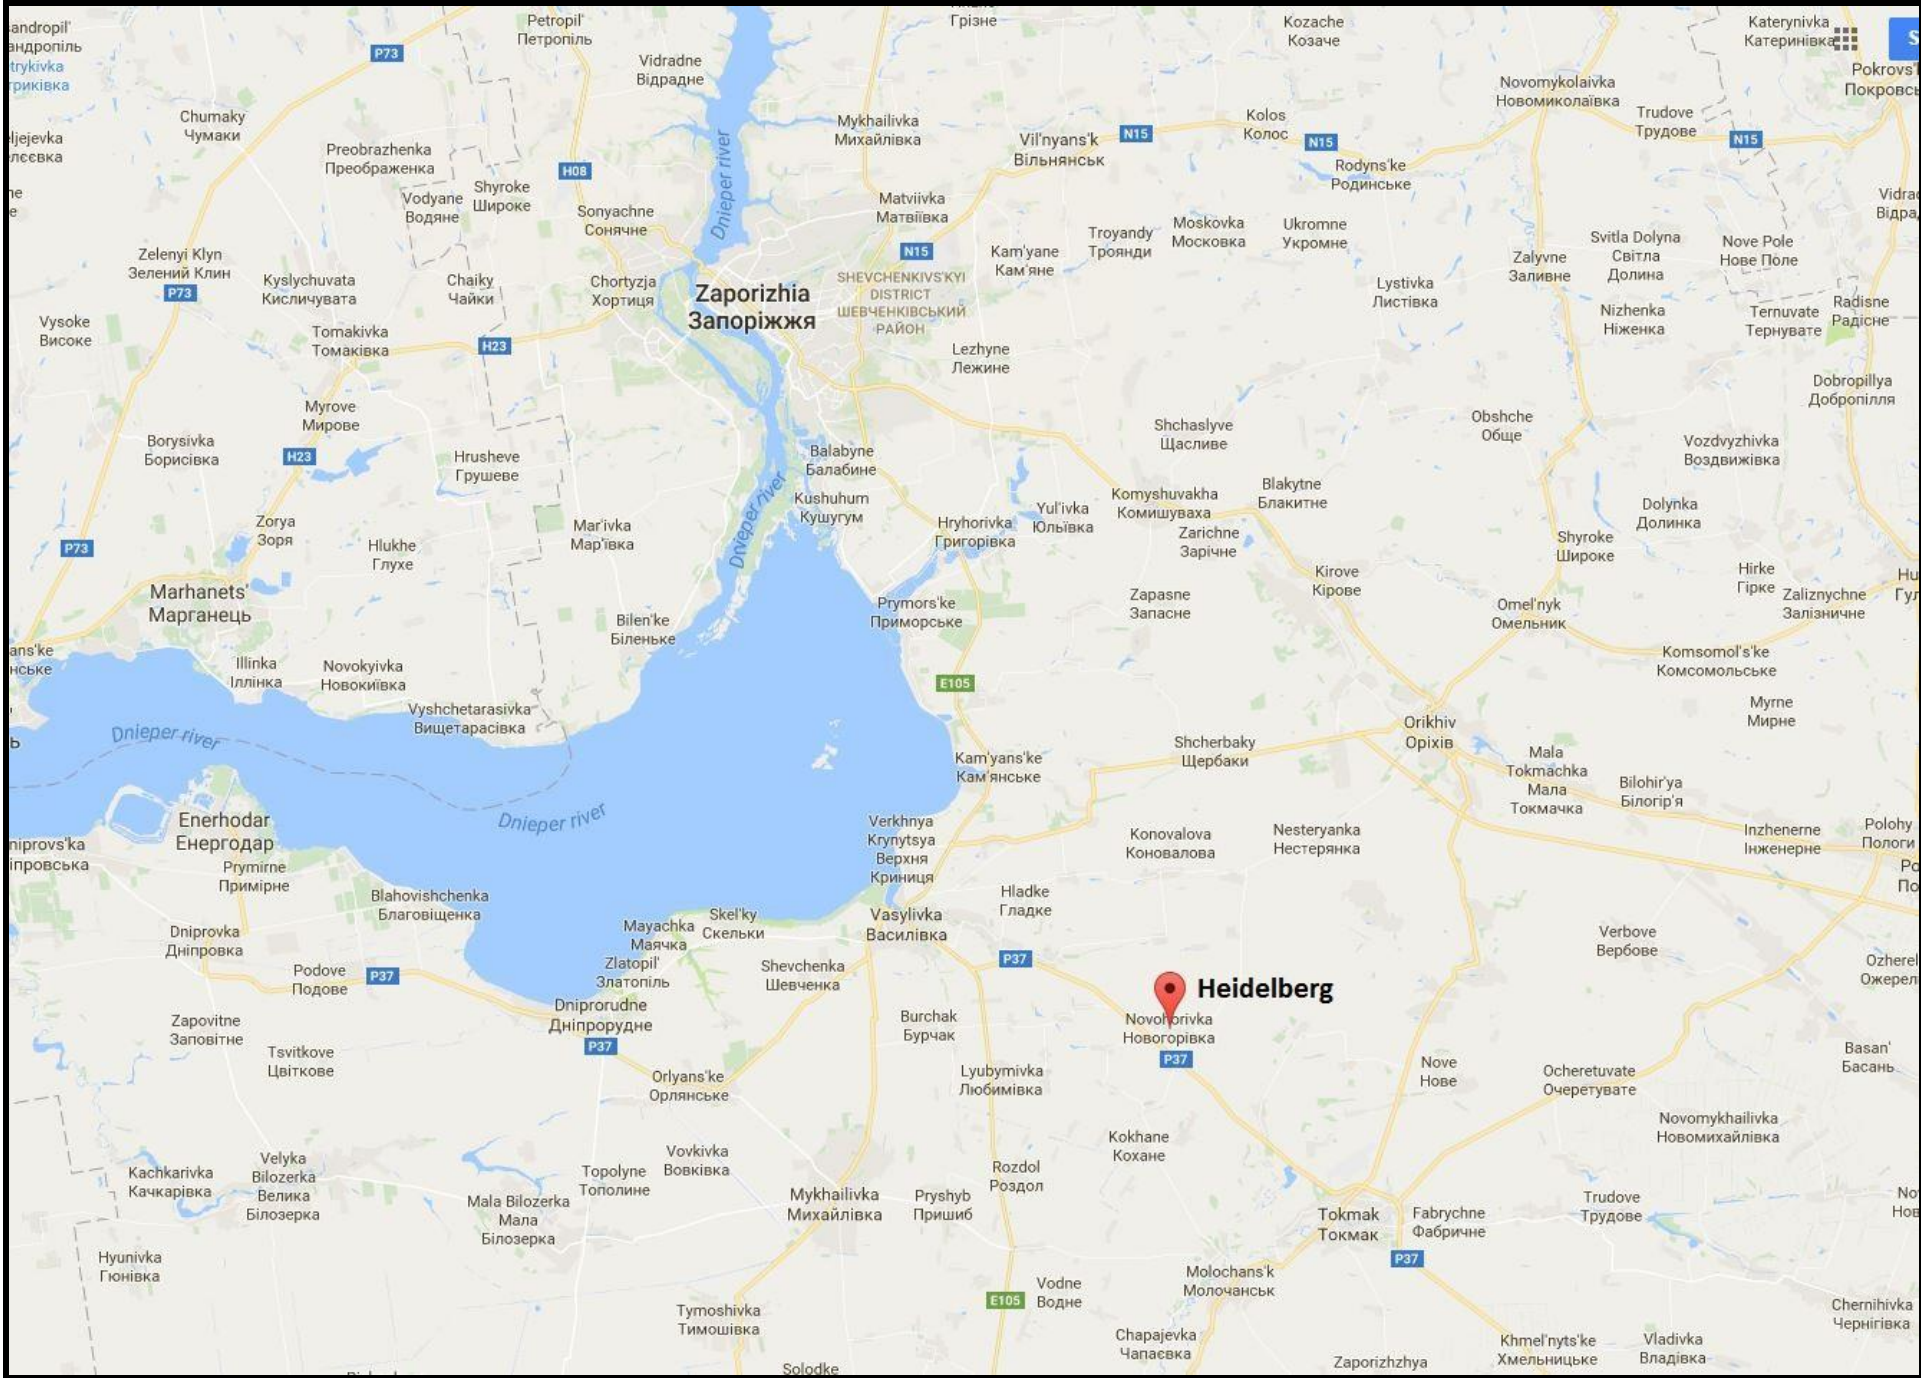 Грізне
Petropil'
Петропіль
Kozache
Козаче
Katerynivka
Катеринівка
P73
Vidradne
Відрадне
Novomykolaivka
Новомиколаївка
Chumaky
Чумаки
Mykhailivka
Михайлівка
Kolos
Колос
Trudove
Трудове
Vil'nyans'k
Вільнянськ
N15
N15
N15
Preobrazhenka
Преображенка
H08
Dnieper river
Rodyns'ke
Родинське
Vodyane
Водяне
Shyroke
Широке
Sonyachne
Сонячне
Matviivka
Матвіївка
N15
Kam'yane
Кам'яне
Troyandy
Троянди
Moskovka
Московка
Ukromne
Укромне
Zalyvne
Заливне
Svitla Dolyna
Світла
Долина
Nove Pole
Нове Поле
Zelenyi Klyn
Зелений Клин
P73
Kyslychuvata
Кисличувата
Chaiky
Чайки
Chortyzja
Хортиця
Zaporizhia
Запоріжжя
SHEVCHENKIVS'KYI
DISTRICT
ШЕВЧЕНКІВСЬКИЙ
РАЙОН
Lystivka
Листівка
Nizhenka
Ніженка
Ternuvate
Тернувате
Radisne
Радісне
Vysoke
Високе
Tomakivka
Томаківка
H23
Lezhyne
Лежине
Dobropillya
Добропілля
Myrove
Мирове
Shchaslyve
Щасливе
Obshche
Обще
Borysivka
Борисівка
H23
Hrusheve
Грушеве
Balabyne
Балабине
Vozdvyzhivka
Воздвижівка
Kushuhum
Кушугум
Komyshuvakha
Комишуваха
Blakytne
Блакитне
Dolynka
Долинка
Zorya
Зоря
Mar'ivka
Мар'ївка
Dnieper river
Hryhorivka
Григорівка
Yul'ivka
Юльївка
Zarichne
Зарічне
Shyroke
Широке
P73
Hlukhe
Глухе
Kirove
Кірове
Hirke
Гірке
Zaliznychne
Залізничне
Marhanets'
Марганець
Bilen'ke
Біленьке
Prymors'ke
Приморське
Zapasne
Запасне
Omel'nyk
Омельник
Illinka
Іллінка
Novokyivka
Новокиївка
E105
Komsomol's'ke
Комсомольське
Vyshchetarasivka
Вищетарасівка
Dnieper river
Orikhiv
Оріхів
Myrne
Мирне
Kam'yans'ke
Кам'янське
Shcherbaky
Щербаки
Mala
Tokmachka
Мала
Токмачка
Bilohir'ya
Білогір'я
Enerhodar
Енергодар
Dnieper river
Verkhnya
Krynytsya
Верхня
Криниця
Konovalova
Коновалова
Nesteryanka
Нестерянка
Inzhenerne
Інженерне
Polohy
Пологи
Prymirne
Примірне
Blahovishchenka
Благовіщенка
Hladke
Гладке
Dniprovka
Дніпровка
Mayachka
Маячка
Skel'ky
Скельки
Vasylivka
Василівка
Verbove
Вербове
Podove
Подове
P37
Zlatopil'
Златопіль
Shevchenka
Шевченка
P37
Heidelberg
Dniprorudne
Дніпрорудне
P37
Zapovitne
Заповітне
Burchak
Бурчак
Novohorivka
Новогорівка
P37
Tsvitkove
Цвіткове
Orlyans'ke
Орлянське
Lyubymivka
Любимівка
Nove
Нове
Ocheretuvate
Очеретувате
Basan'
Басань
Novomykhailivka
Новомихайлівка
Kokhane
Кохане
Vovkivka
Вовківка
Kachkarivka
Качкарівка
Velyka
Bilozerka
Велика
Білозерка
Topolyne
Тополине
Rozdol
Роздол
Mala Bilozerka
Мала
Білозерка
Mykhailivka
Михайлівка
Pryshyb
Пришиб
Tokmak
Токмак
Fabrychne
Фабричне
Trudove
Трудове
Hyunivka
Гюнівка
P37
Molochans'k
Молочанськ
E105
Vodne
Водне
Tymoshivka
Тимошівка
Chernihivka
Чернігівка
Chapajevka
Чапаєвка
Khmel'nyts'ke
Хмельницьке
Vladivka
Владівка
Solodke
Zaporizhzhya